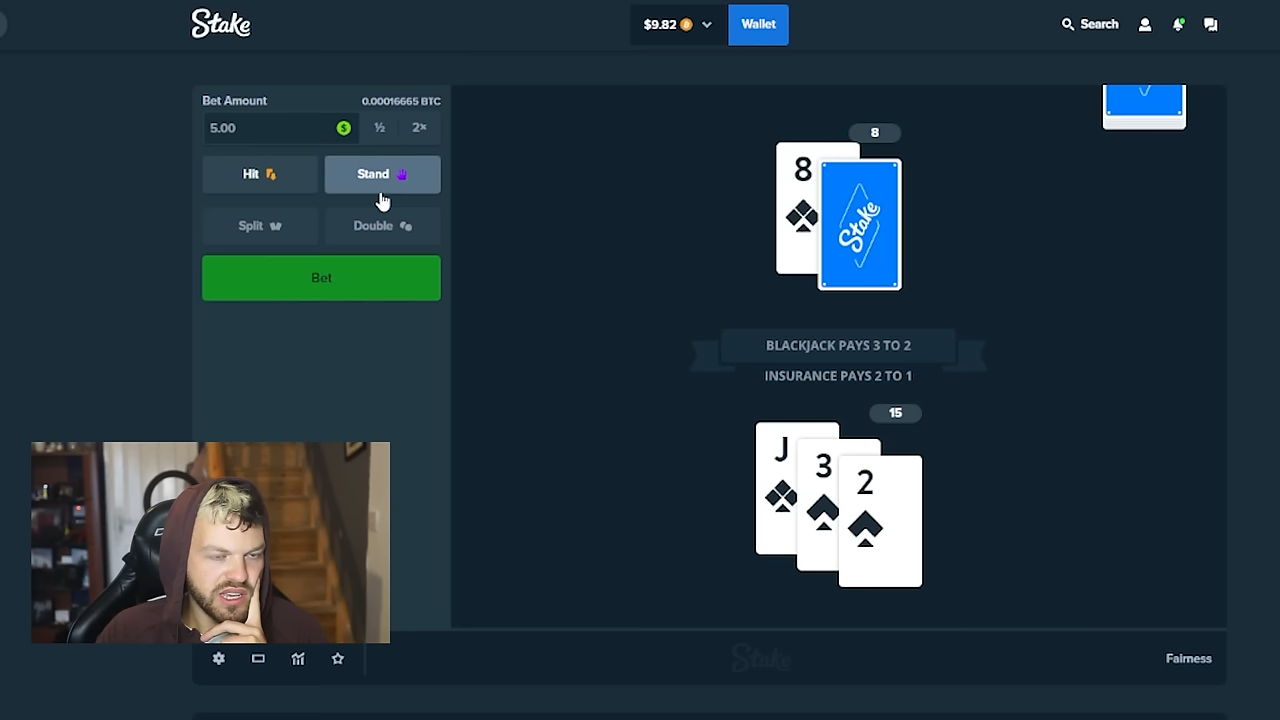 Stake
$9.82
Wallet
Search
Bet Amount
0.00016665 BTC
5.00
½
2×
Hit
Stand
Split
Double
Bet
8
8
Stake
BLACKJACK PAYS 3 TO 2
INSURANCE PAYS 2 TO 1
15
J
3
2
Stake
Fairness